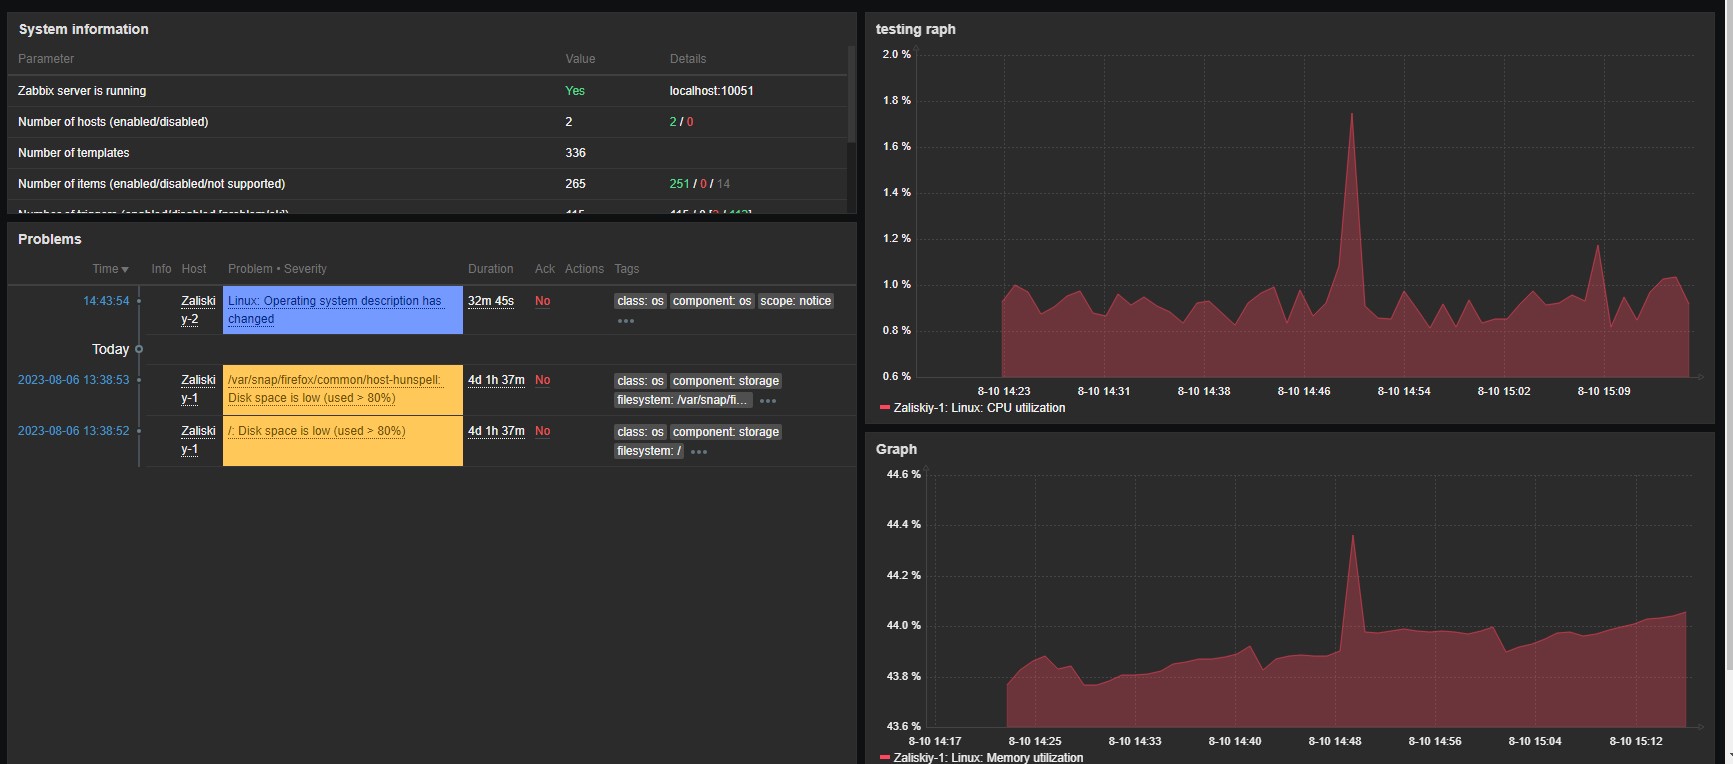 System information
Parameter Value Details
Zabbix server is running Yes localhost:10051
Number of hosts (enabled/disabled) 2 2 / 0
Number of templates 336
Number of items (enabled/disabled/not supported) 265 251 / 0 / 14
Problems
Time Info Host Problem • Severity Duration Ack Actions Tags
14:43:54 Zaliski Linux: Operating system description has 32m 45s No class: os component: os scope: notice
y-2 changed
Today
2023-08-06 13:38:53 Zaliski /var/snap/firefox/common/host-hunspell: 4d 1h 37m No class: os component: storage
y-1 Disk space is low (used > 80%) filesystem: /var/snap/fi...
2023-08-06 13:38:52 Zaliski /: Disk space is low (used > 80%) 4d 1h 37m No class: os component: storage
y-1 filesystem: /
testing raph
2.0 %
1.8 %
1.6 %
1.4 %
1.2 %
1.0 %
0.8 %
0.6 %
8-10 14:23 8-10 14:31 8-10 14:38 8-10 14:46 8-10 14:54 8-10 15:02 8-10 15:09
Zaliskiy-1: Linux: CPU utilization
Graph
44.6 %
44.4 %
44.2 %
44.0 %
43.8 %
43.6 %
8-10 14:17 8-10 14:25 8-10 14:33 8-10 14:40 8-10 14:48 8-10 14:56 8-10 15:04 8-10 15:12
Zaliskiy-1: Linux: Memory utilization